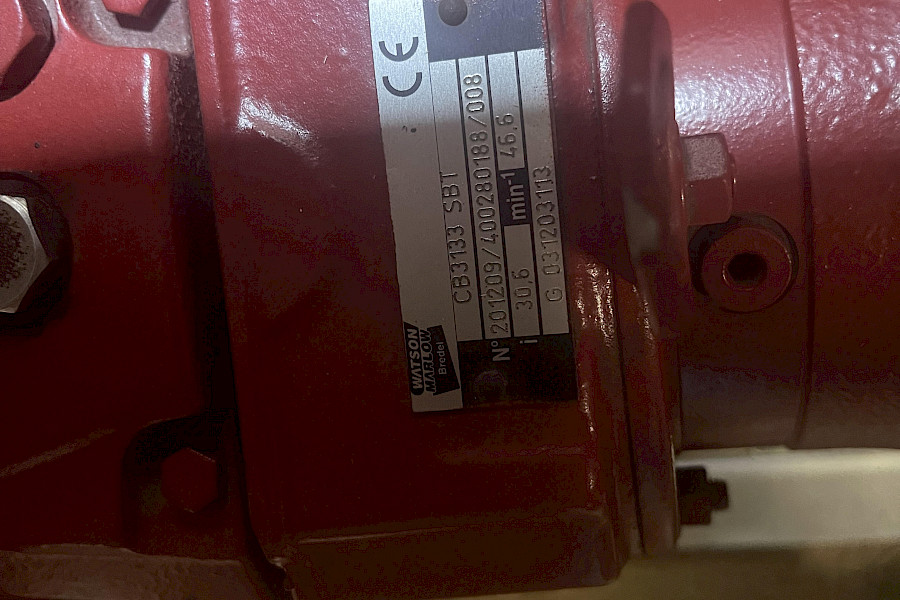 CE
WATSON
MARLOW
Bredel
CB3133 SBT
N° 201209/400280188/008
i 30,6 min-1 46,6
G 031203113